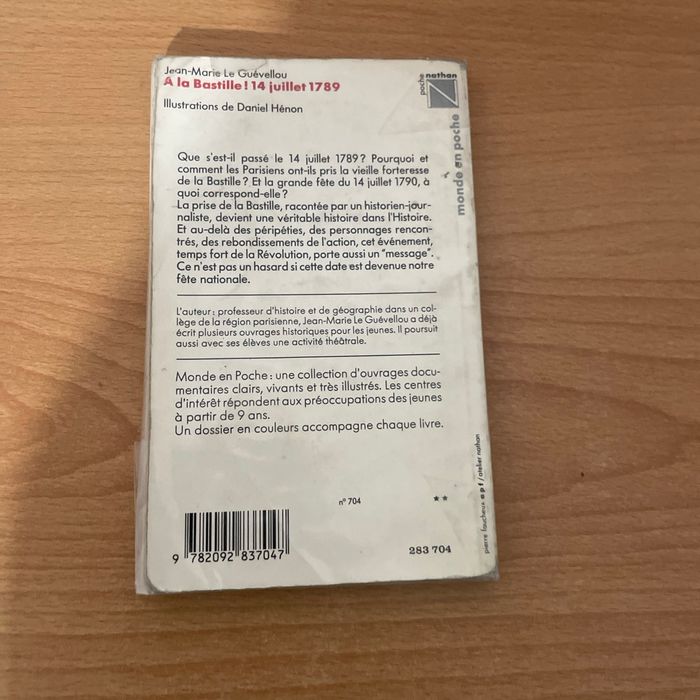 Jean-Marie Le Guévellou
À la Bastille! 14 juillet 1789
Illustrations de Daniel Hénon
poche nathan
monde en poche
Que s'est-il passé le 14 juillet 1789? Pourquoi et
comment les Parisiens ont-ils pris la vieille forteresse
de la Bastille? Et la grande fête du 14 juillet 1790, à
quoi correspond-elle?
La prise de la Bastille, racontée par un historien-jour-
naliste, devient une véritable histoire dans l'Histoire.
Et au-delà des péripéties, des personnages rencon-
trés, des rebondissements de l'action, cet événement,
temps fort de la Révolution, porte aussi un "message".
Ce n'est pas un hasard si cette date est devenue notre
fête nationale.
L'auteur: professeur d'histoire et de géographie dans un col-
lège de la région parisienne, Jean-Marie Le Guévellou a déjà
écrit plusieurs ouvrages historiques pour les jeunes. Il poursuit
aussi avec ses élèves une activité théâtrale.
Monde en Poche: une collection d'ouvrages docu-
mentaires clairs, vivants et très illustrés. Les centres
d'intérêt répondent aux préoccupations des jeunes
à partir de 9 ans.
Un dossier en couleurs accompagne chaque livre.
n° 704
**
9 782092 837047
283 704
pierre faucheux apf/atelier nathan